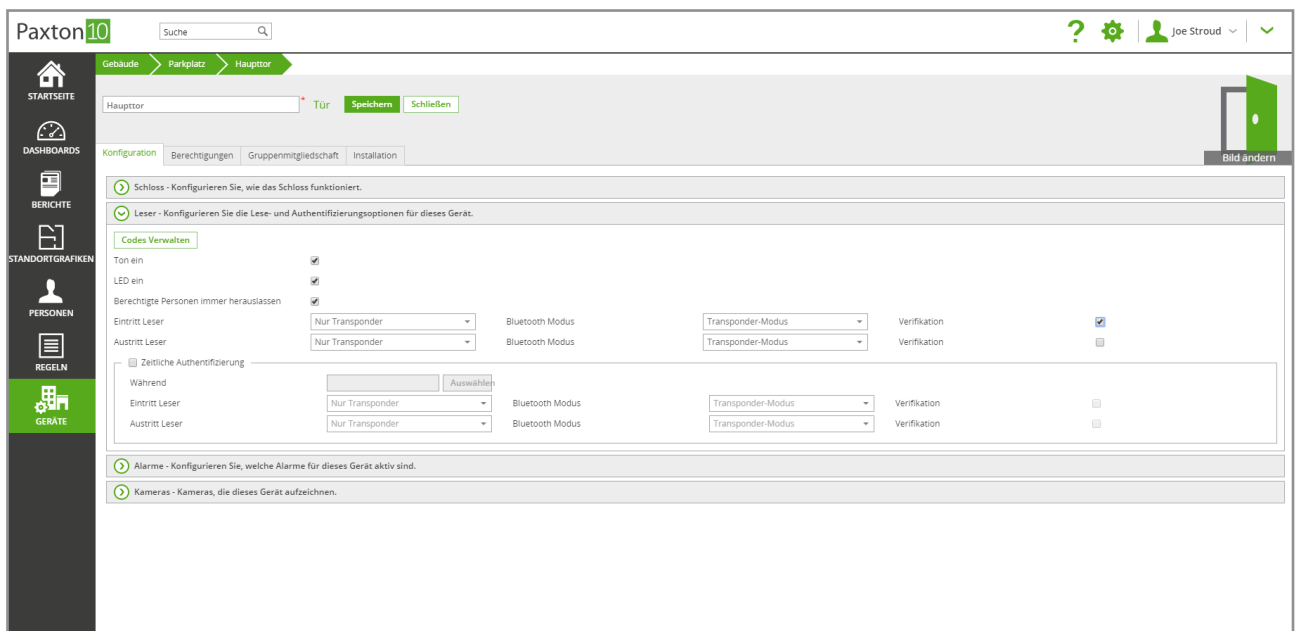 Paxton 10 Suche ? Joe Stroud
Gebäude Parkplatz Haupttor
STARTSEITE
Haupttor * Tür Speichern Schließen
DASHBOARDS
Konfiguration Berechtigungen Gruppenmitgliedschaft Installation Bild ändern
Schloss - Konfigurieren Sie, wie das Schloss funktioniert.
BERICHTE
Leser - Konfigurieren Sie die Lese- und Authentifizierungsoptionen für dieses Gerät.
Codes Verwalten
STANDORTGRAFIKEN
Ton ein
LED ein
Berechtigte Personen immer herauslassen
PERSONEN
Eintritt Leser Nur Transponder Bluetooth Modus Transponder-Modus Verifikation
Austritt Leser Nur Transponder Bluetooth Modus Transponder-Modus Verifikation
REGELN
Zeitliche Authentifizierung
Während Auswählen
Eintritt Leser Nur Transponder Bluetooth Modus Transponder-Modus Verifikation
GERÄTE
Austritt Leser Nur Transponder Bluetooth Modus Transponder-Modus Verifikation
Alarme - Konfigurieren Sie, welche Alarme für dieses Gerät aktiv sind.
Kameras - Kameras, die dieses Gerät aufzeichnen.